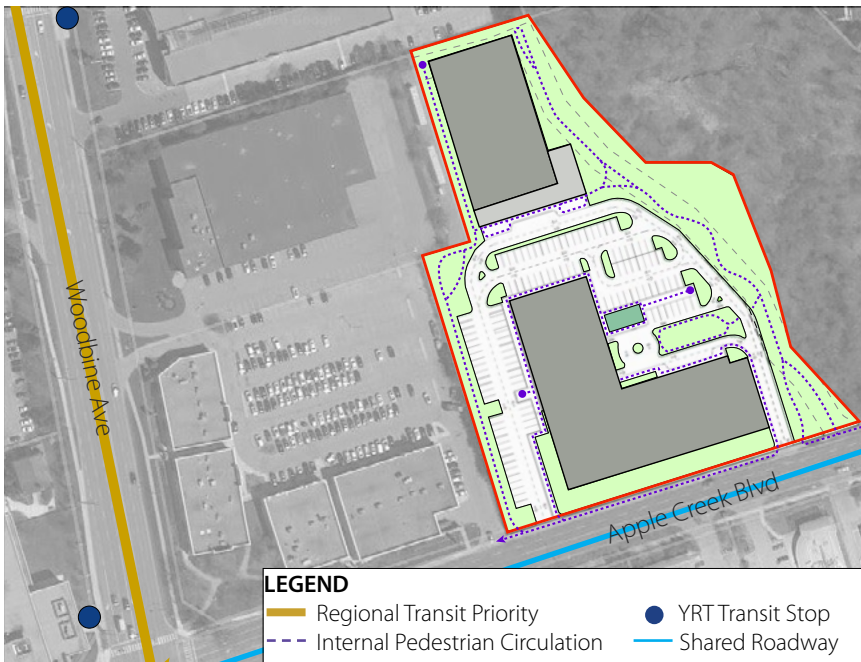 Woodbine Ave
Apple Creek Blvd
LEGEND
Regional Transit Priority
YRT Transit Stop
Internal Pedestrian Circulation
Shared Roadway